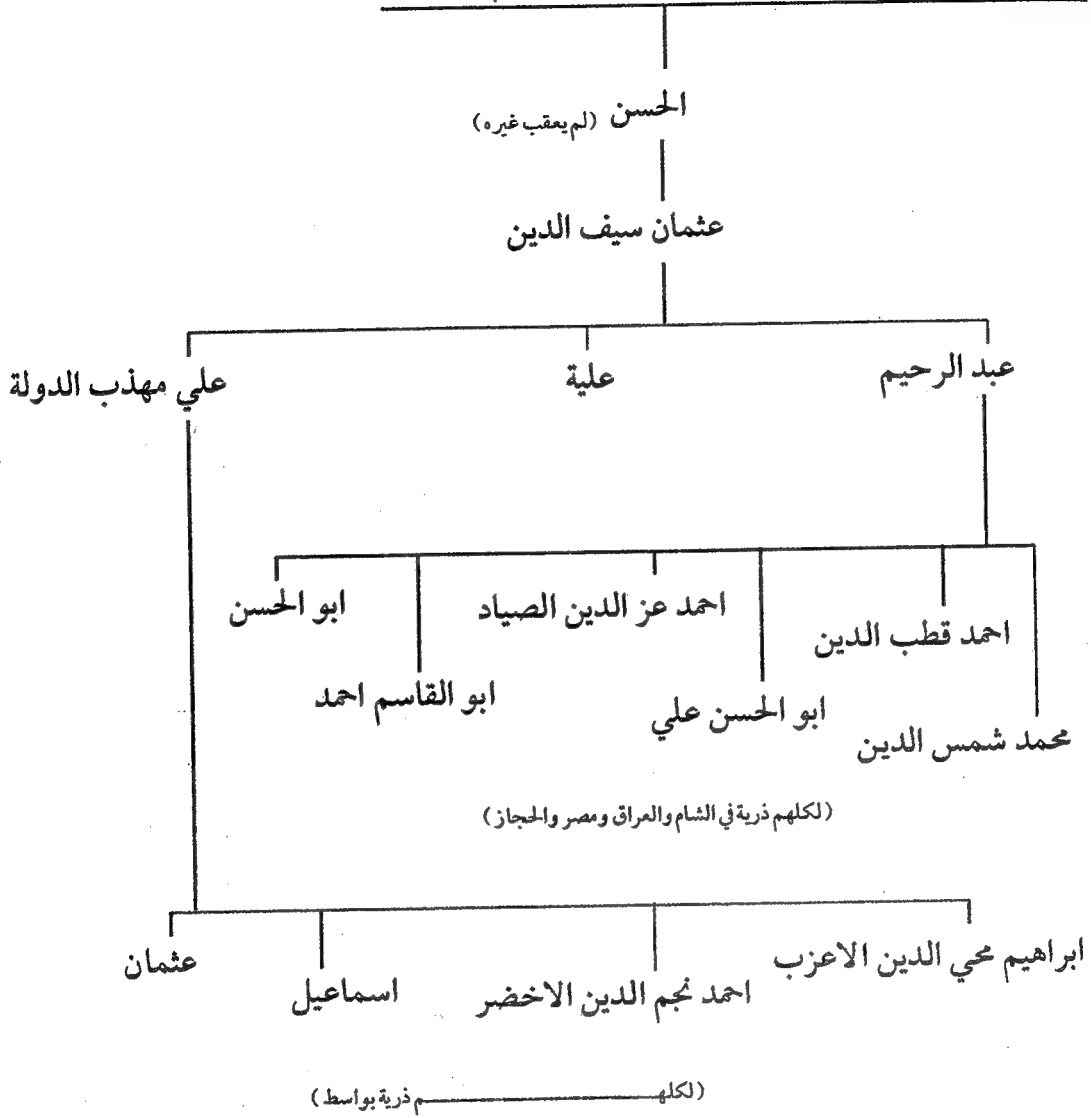 الحسن (لم يعقب غيره)
عثمان سيف الدين
عبد الرحيم
علية
علي مهذب الدولة
احمد عز الدين الصياد
ابو الحسن
احمد قطب الدين
ابو القاسم احمد
ابو الحسن علي
محمد شمس الدين
(لكلهم ذرية في الشام والعراق ومصر والحجاز)
ابراهيم محي الدين الاعزب
احمد نجم الدين الاخضر
اسماعيل
عثمان
(لكلهم ذرية بواسط)